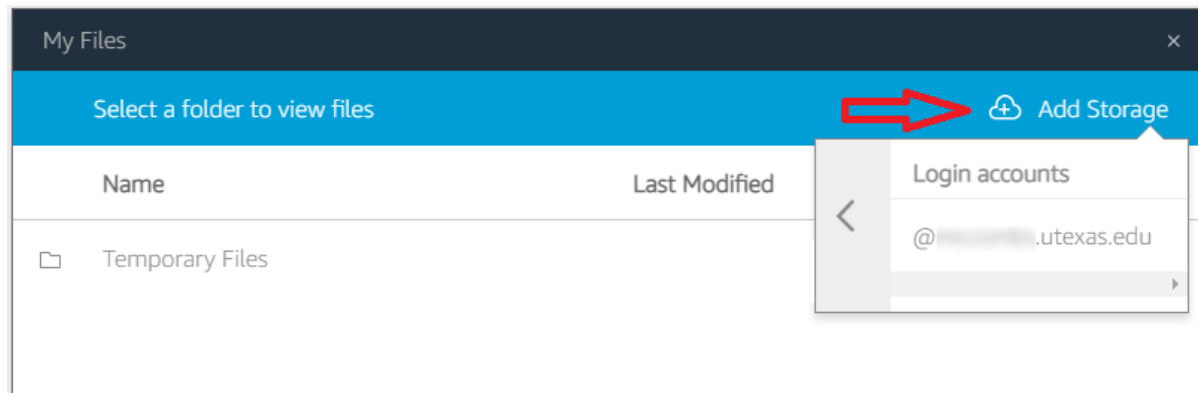 My Files
Select a folder to view files
Add Storage
Name
Last Modified
Login accounts
@ .utexas.edu
Temporary Files